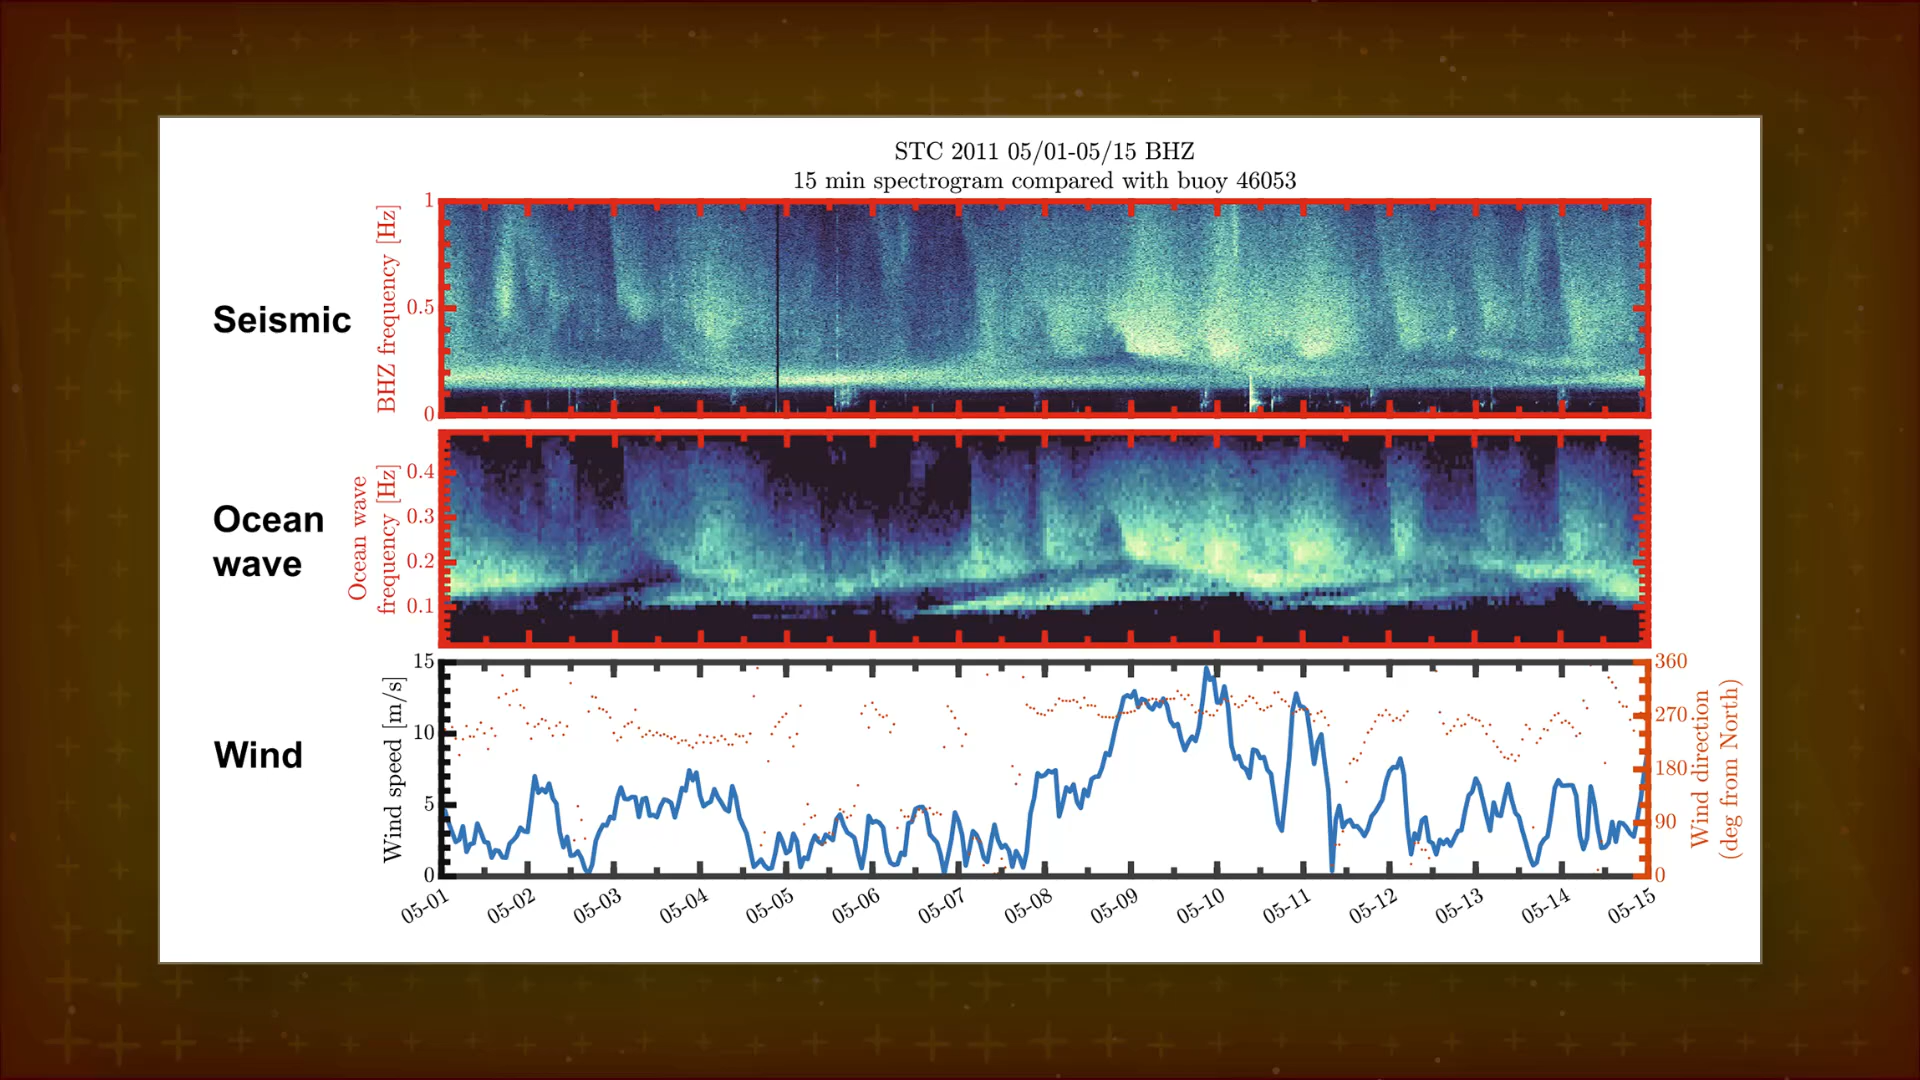 STC 2011 05/01-05/15 BHZ
15 min spectrogram compared with buoy 46053
Seismic
BHZ frequency [Hz]
1
0.5
0
Ocean
wave
Ocean wave
frequency [Hz]
0.4
0.3
0.2
0.1
Wind
Wind speed [m/s]
15
10
5
0
360
270
180
90
0
Wind direction
(deg from North)
05-01
05-02
05-03
05-04
05-05
05-06
05-07
05-08
05-09
05-10
05-11
05-12
05-13
05-14
05-15